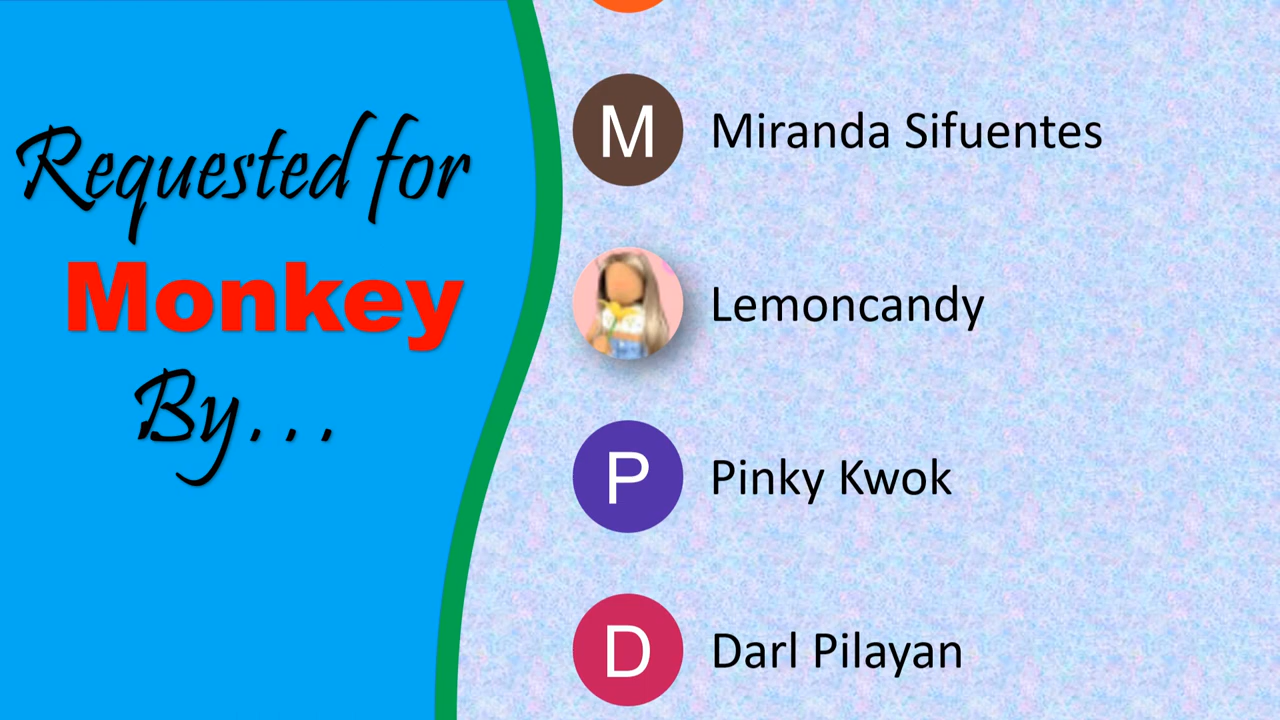 Requested for
Monkey
By...
M Miranda Sifuentes
Lemoncandy
P Pinky Kwok
D Darl Pilayan